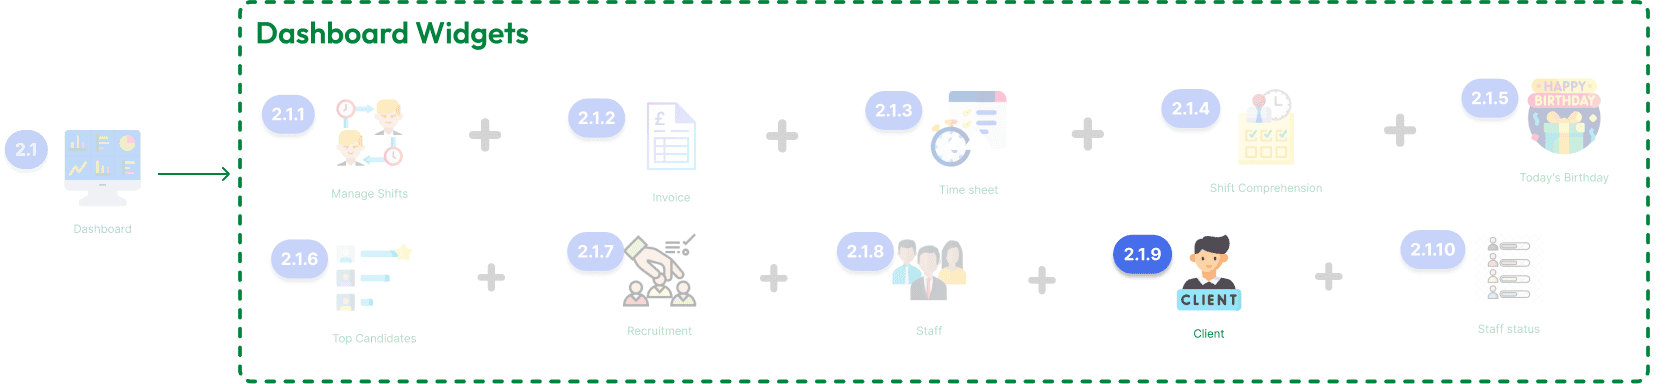 Dashboard Widgets
2.1
Dashboard
2.1.1
Manage Shifts
2.1.2
£
Invoice
2.1.3
Time sheet
2.1.4
Shift Comprehension
2.1.5
HAPPY
BIRTHDAY
Today's Birthday
2.1.6
Top Candidates
2.1.7
Recruitment
2.1.8
Staff
2.1.9
CLIENT
Client
2.1.10
Staff status